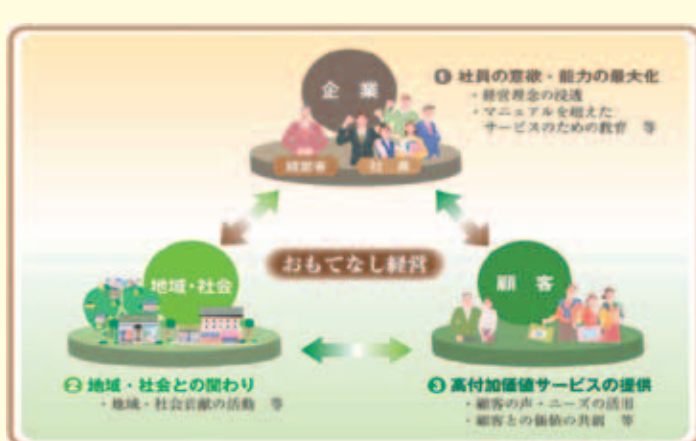 企業
❶ 社員の意欲・能力の最大化
・経営理念の浸透
・マニュアルを超えた
サービスのための教育 等
経営者
社員
おもてなし経営
地域・社会
顧客
❷ 地域・社会との関わり
・地域・社会貢献の活動 等
❸ 高付加価値サービスの提供
・顧客の声・ニーズの活用
・顧客との価値の共創 等